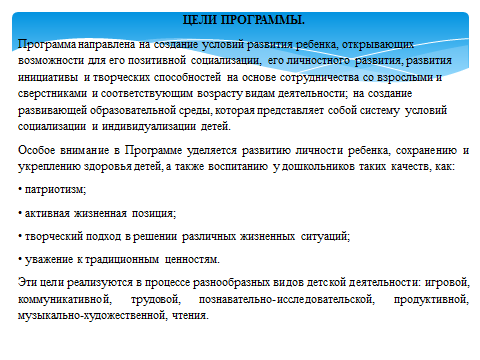 ЦЕЛИ ПРОГРАММЫ.
Программа направлена на создание условий развития ребенка, открывающих
возможности для его позитивной социализации, его личностного развития, развития
инициативы и творческих способностей на основе сотрудничества со взрослыми и
сверстниками и соответствующим возрасту видам деятельности; на создание
развивающей образовательной среды, которая представляет собой систему условий
социализации и индивидуализации детей.
Особое внимание в Программе уделяется развитию личности ребенка, сохранению и
укреплению здоровья детей, а также воспитанию у дошкольников таких качеств, как:
• патриотизм;
• активная жизненная позиция;
• творческий подход в решении различных жизненных ситуаций;
• уважение к традиционным ценностям.
Эти цели реализуются в процессе разнообразных видов детской деятельности: игровой,
коммуникативной, трудовой, познавательно-исследовательской, продуктивной,
музыкально-художественной, чтения.